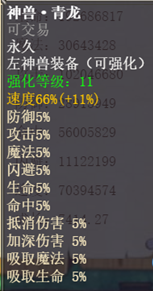 神兽·青龙
可交易
永久
左神兽装备（可强化）
强化等级：11
速度66%(+11%)
防御5%
攻击5%
魔法5%
闪避5%
生命5%
命中5%
抵消伤害 5%
加深伤害 5%
吸取魔法 5%
吸取生命 5%